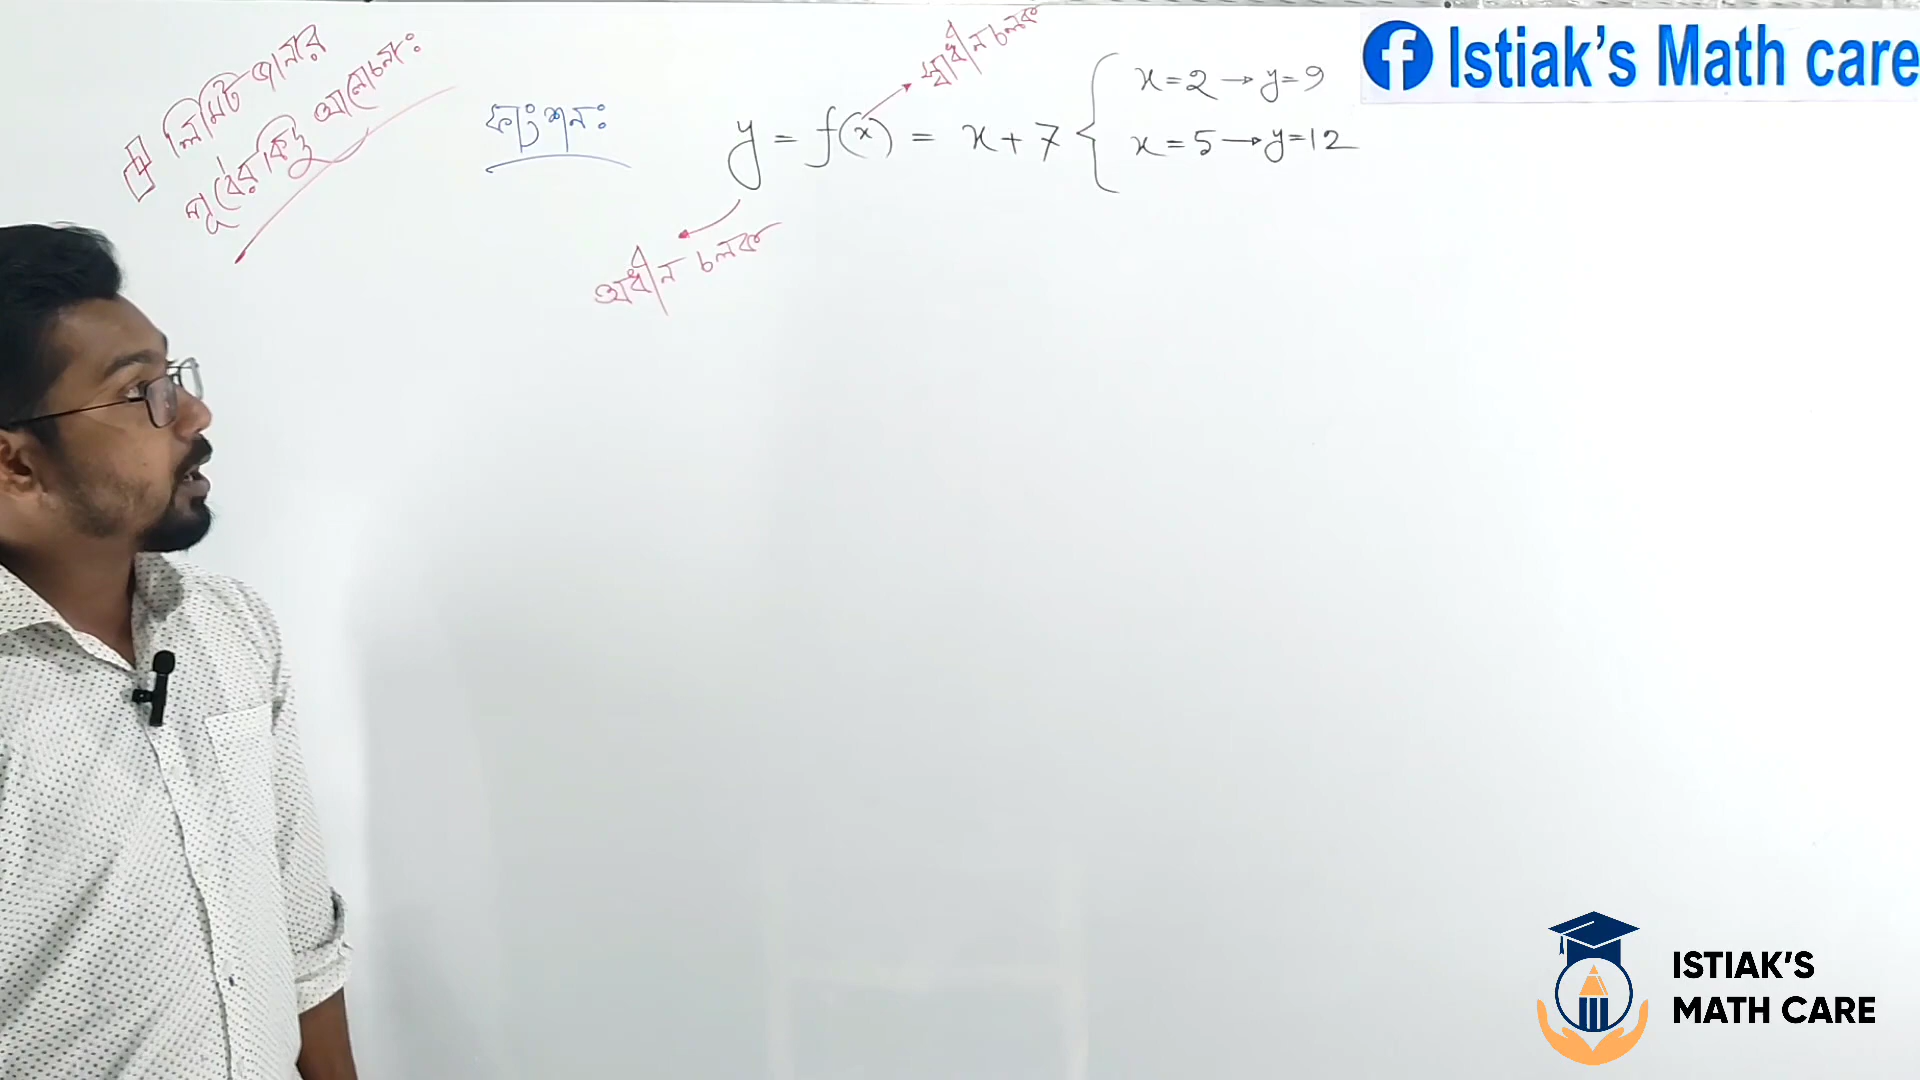 লিমিট জানার
পূর্বের কিছু আলোচনাঃ
ফাংশনঃ
y = f(x) = x + 7
x = 2 → y = 9
x = 5 → y = 12
স্বাধীন চলক
অধীন চলক
Istiak's Math care
ISTIAK'S
MATH CARE